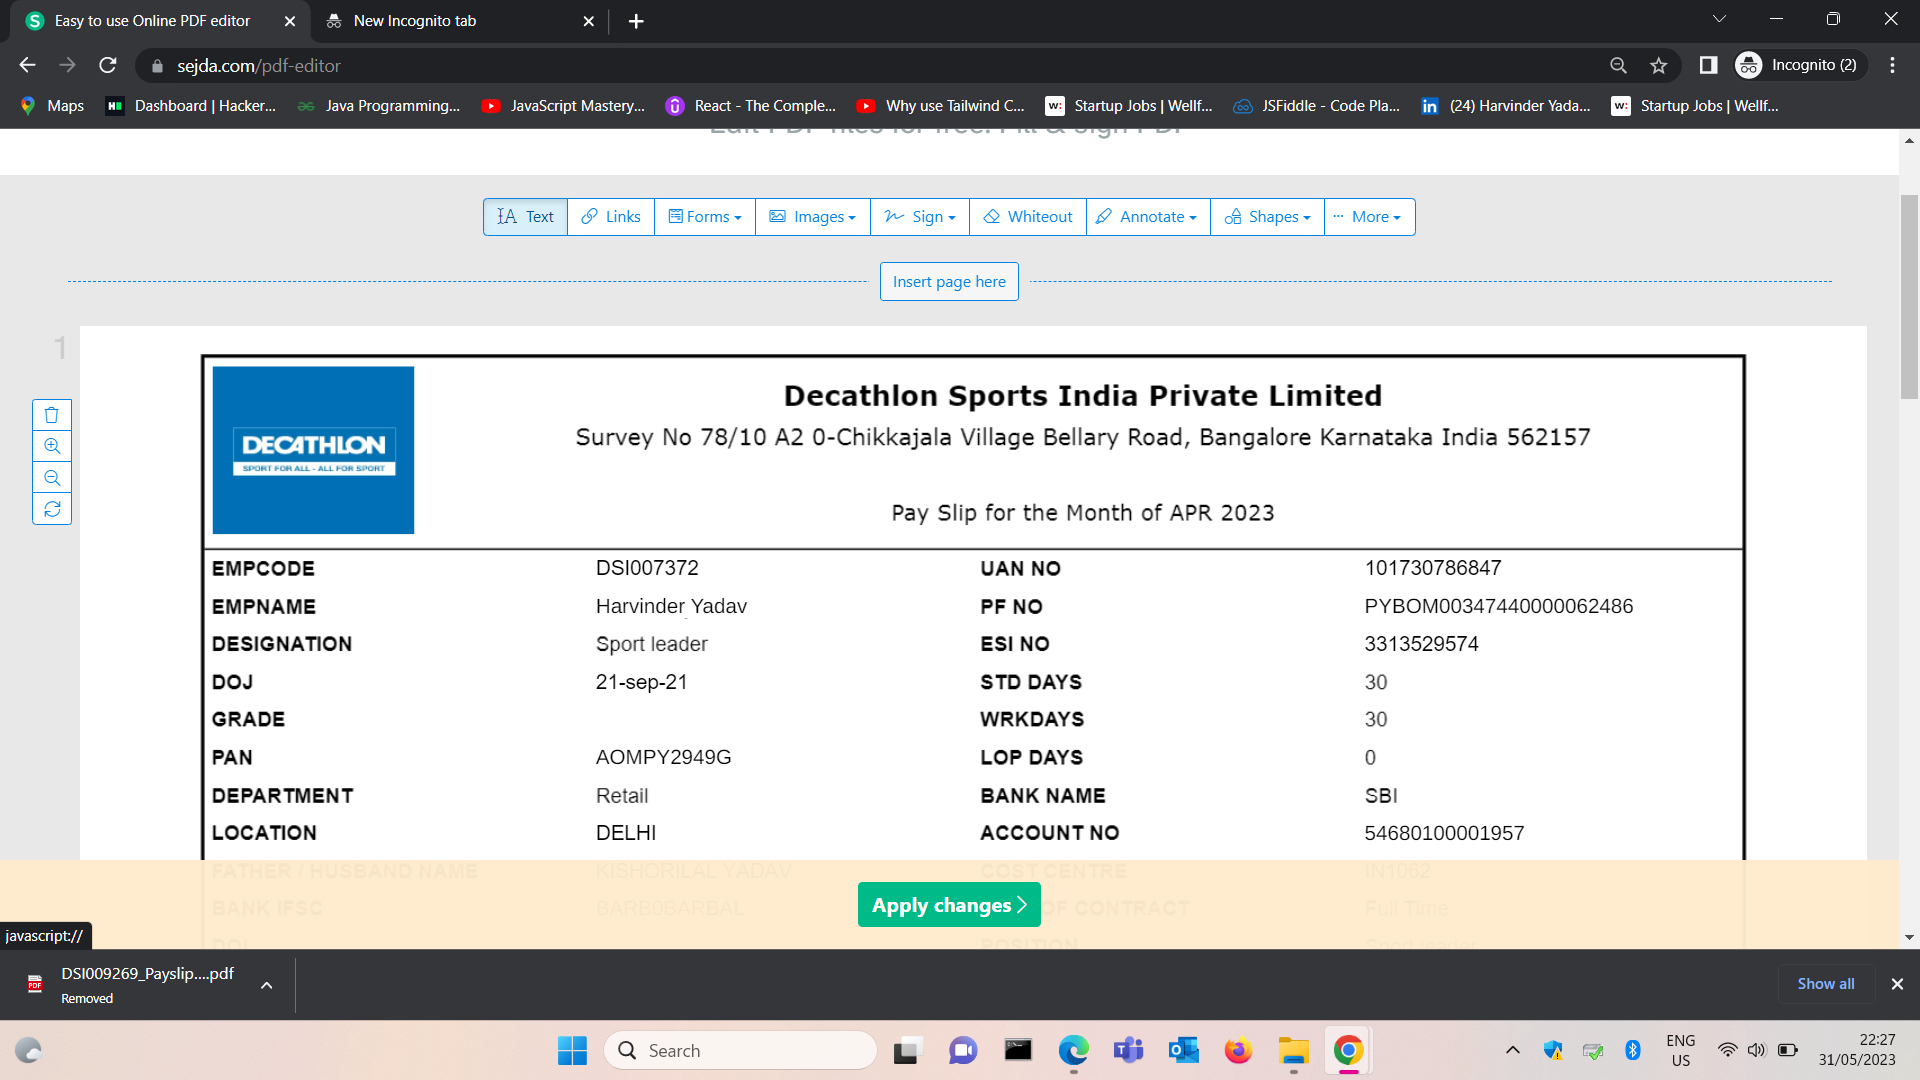 Easy to use Online PDF editor
New Incognito tab
sejda.com/pdf-editor
Incognito (2)
Maps
Dashboard | Hacker...
Java Programming...
JavaScript Mastery...
React - The Comple...
Why use Tailwind C...
Startup Jobs | Wellf...
JSFiddle - Code Pla...
(24) Harvinder Yada...
Startup Jobs | Wellf...
Edit PDF files for free. Fill & sign PDF
Text
Links
Forms
Images
Sign
Whiteout
Annotate
Shapes
More
Insert page here
1
DECATHLON
SPORT FOR ALL - ALL FOR SPORT
Decathlon Sports India Private Limited
Survey No 78/10 A2 0-Chikkajala Village Bellary Road, Bangalore Karnataka India 562157
Pay Slip for the Month of APR 2023
EMPCODE DSI007372 UAN NO 101730786847
EMPNAME Harvinder Yadav PF NO PYBOM00347440000062486
DESIGNATION Sport leader ESI NO 3313529574
DOJ 21-sep-21 STD DAYS 30
GRADE WRKDAYS 30
PAN AOMPY2949G LOP DAYS 0
DEPARTMENT Retail BANK NAME SBI
LOCATION DELHI ACCOUNT NO 54680100001957
FATHER / HUSBAND NAME KISHORILAL YADAV COST CENTRE IN1062
BANK IFSC BARB0BARBAL OF CONTRACT Full Time
Apply changes
POSITION Sport leader
javascript://
DSI009269_Payslip....pdf
Removed
Show all
Search
ENG
US
22:27
31/05/2023